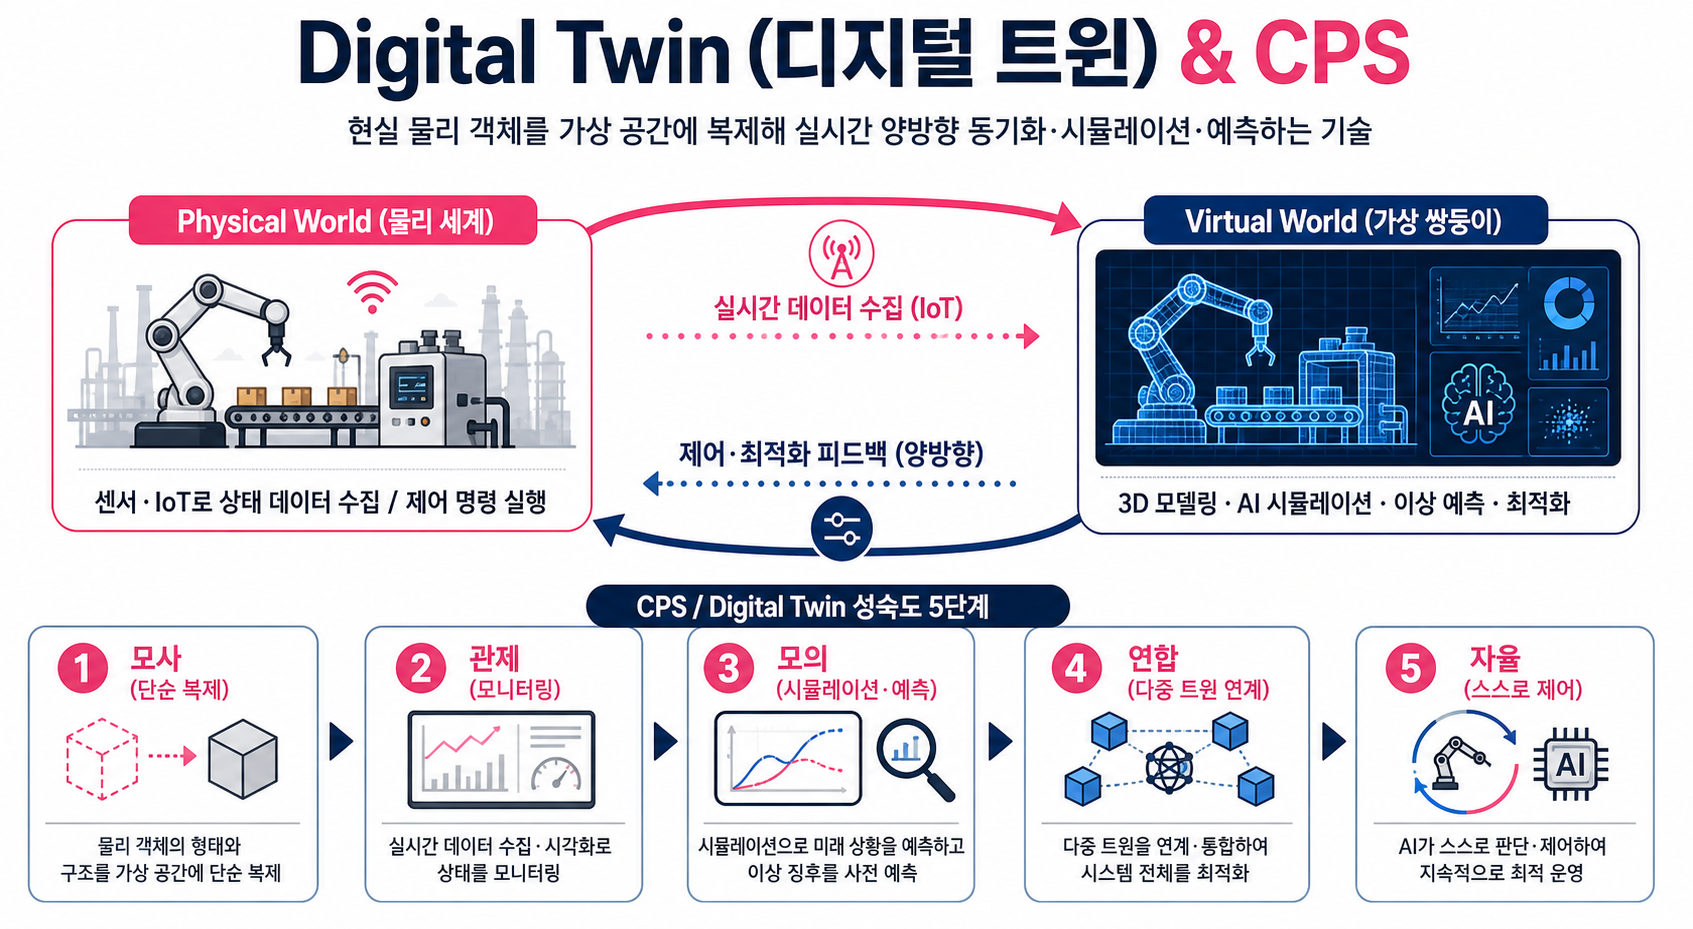 Digital Twin (디지털 트윈) & CPS
현실 물리 객체를 가상 공간에 복제해 실시간 양방향 동기화·시뮬레이션·예측하는 기술
Physical World (물리 세계)
센서 · IoT로 상태 데이터 수집 / 제어 명령 실행
실시간 데이터 수집 (IoT)
제어·최적화 피드백 (양방향)
Virtual World (가상 쌍둥이)
AI
3D 모델링 · AI 시뮬레이션 · 이상 예측 · 최적화
CPS / Digital Twin 성숙도 5단계
1 모사
(단순 복제)
물리 객체의 형태와
구조를 가상 공간에 단순 복제
2 관제
(모니터링)
실시간 데이터 수집 · 시각화로
상태를 모니터링
3 모의
(시뮬레이션 · 예측)
시뮬레이션으로 미래 상황을 예측하고
이상 징후를 사전 예측
4 연합
(다중 트윈 연계)
다중 트윈을 연계 · 통합하여
시스템 전체를 최적화
5 자율
(스스로 제어)
AI
AI가 스스로 판단 · 제어하여
지속적으로 최적 운영